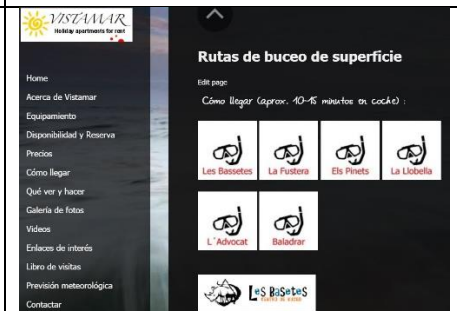 VISTAMAR
Holiday apartments for rent
Home
Acerca de Vistamar
Equipamiento
Disponibilidad y Reserva
Precios
Cómo llegar
Qué ver y hacer
Galería de fotos
Videos
Enlaces de interés
Libro de visitas
Previsión meteorológica
Contactar
Rutas de buceo de superficie
Edit page
Cómo llegar (aprox. 10-15 minutos en coche) :
Les Bassetes
La Fustera
Els Pinets
La Llobella
L´Advocat
Baladrar
Les Basetes